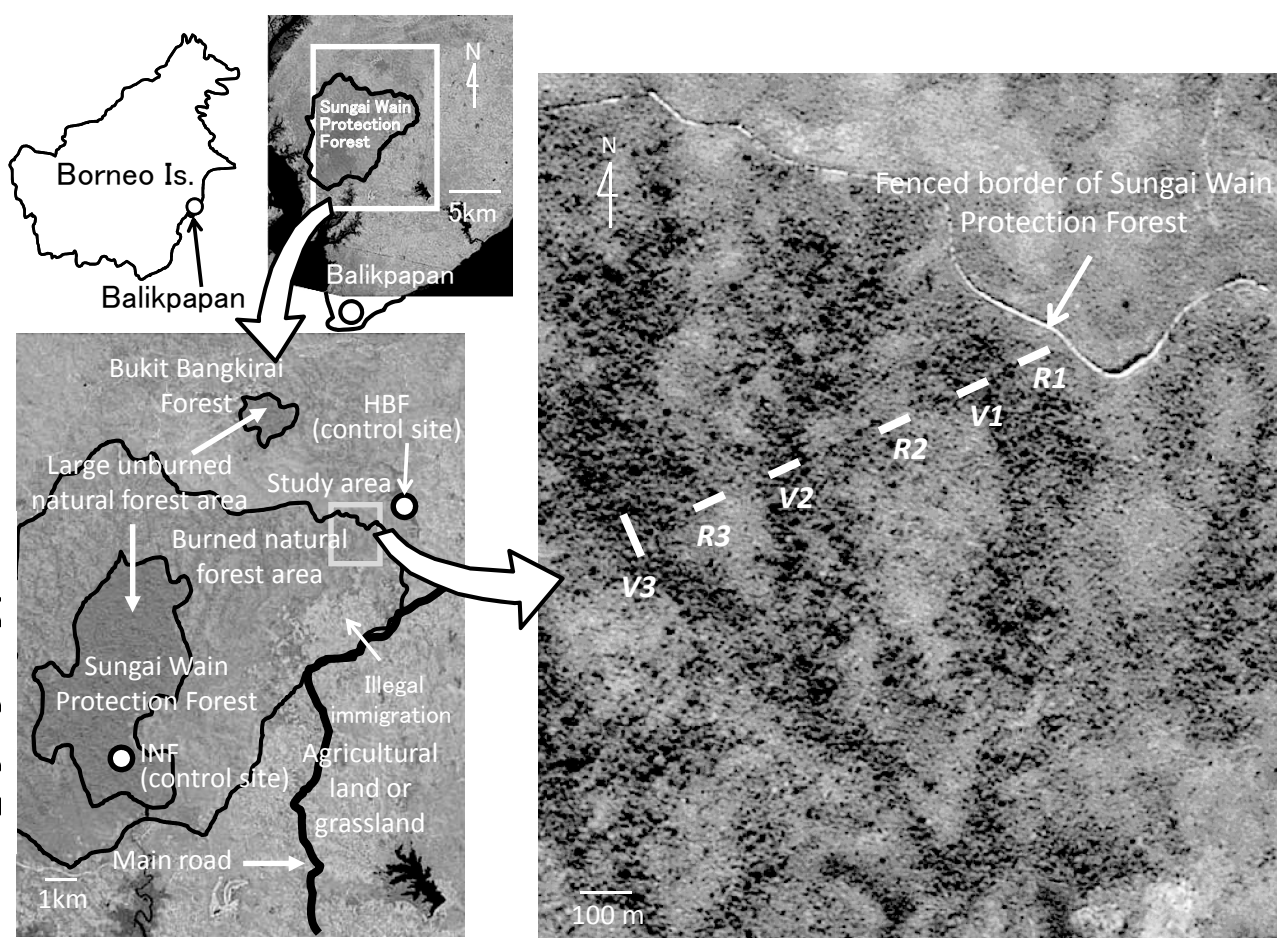 Borneo Is.
Balikpapan
N
Sungai Wain
Protection
Forest
5km
Balikpapan
Bukit Bangkirai
Forest
HBF
(control site)
Large unburned
natural forest area
Study area
Burned natural
forest area
Sungai Wain
Protection Forest
Illegal
immigration
INF
(control site)
Agricultural
land or
grassland
Main road
1km
N
Fenced border of Sungai Wain
Protection Forest
R1
V1
R2
V2
R3
V3
100 m